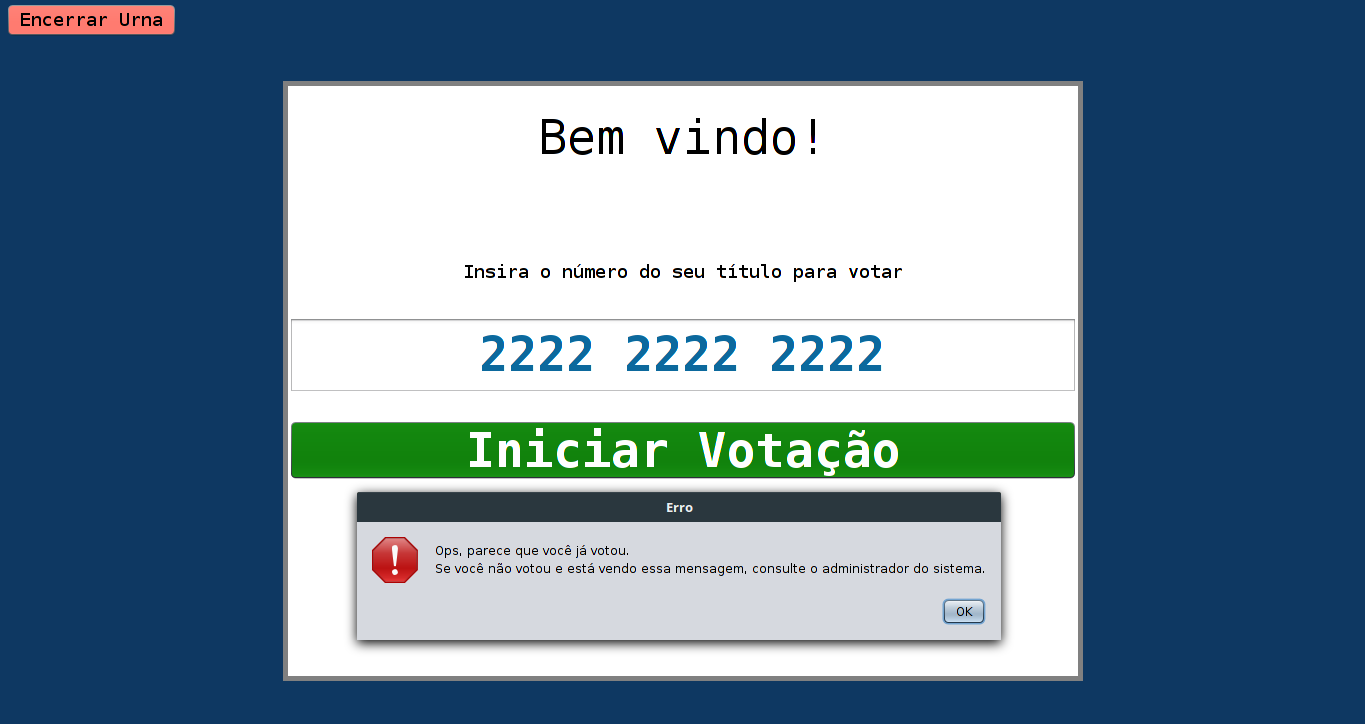 Encerrar Urna
Bem vindo!
Insira o número do seu título para votar
2222 2222 2222
Iniciar Votação
Erro
Ops, parece que você já votou.
Se você não votou e está vendo essa mensagem, consulte o administrador do sistema.
OK